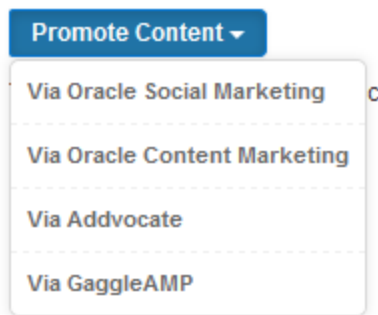 Promote Content
Via Oracle Social Marketing
Via Oracle Content Marketing
Via Addvocate
Via GaggleAMP